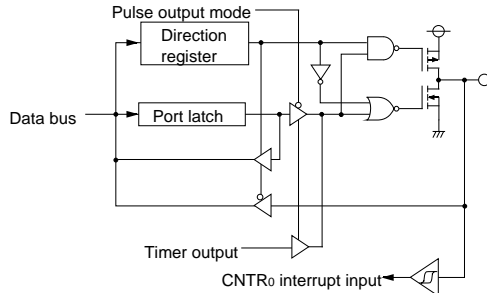 Pulse output mode
Direction
register
Data bus
Port latch
Timer output
CNTR0 interrupt input